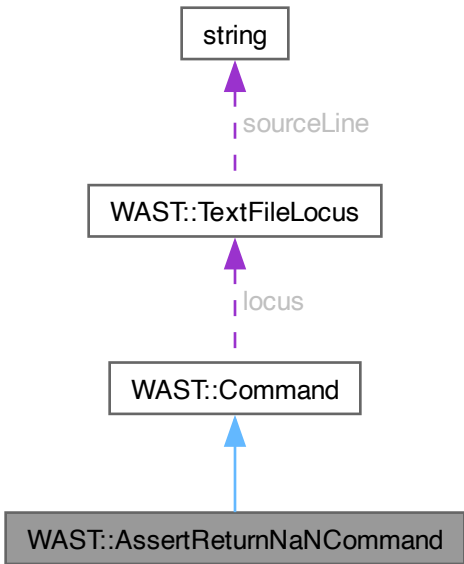 string
sourceLine
WAST::TextFileLocus
locus
WAST::Command
WAST::AssertReturnNaNCommand